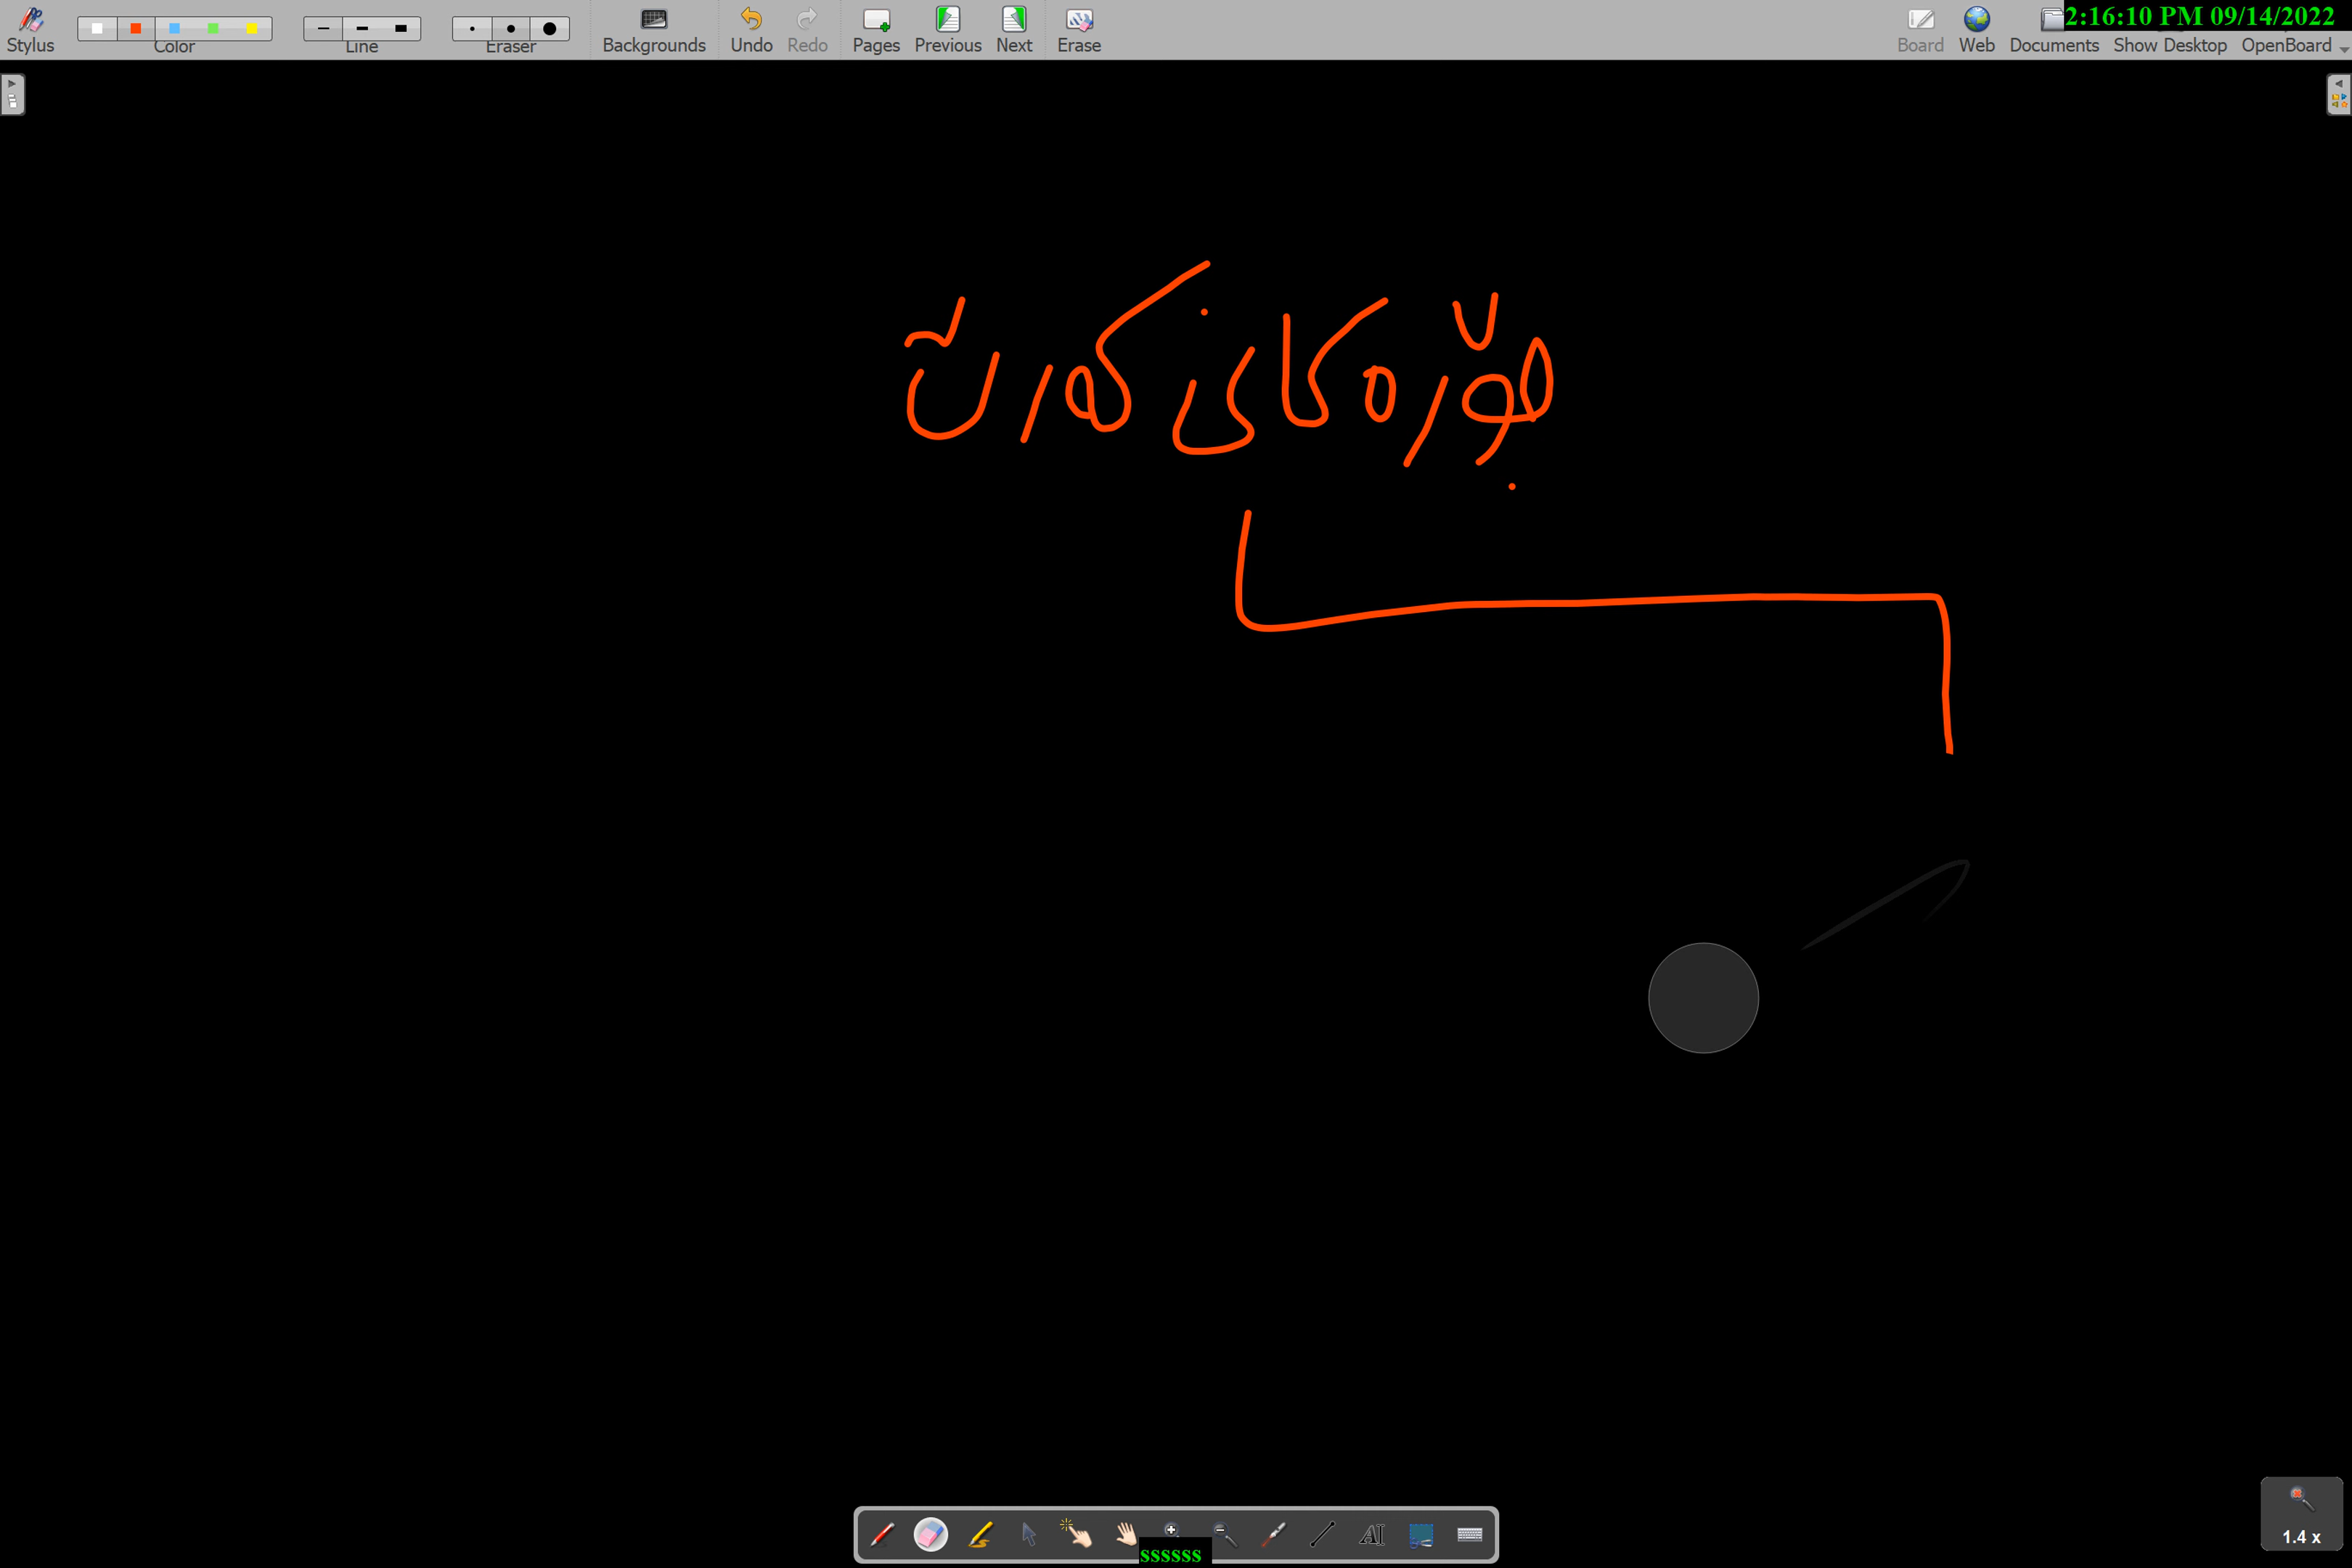 Stylus Color Line Eraser Backgrounds Undo Redo Pages Previous Next Erase Board Web Documents Show Desktop OpenBoard
2:16:10 PM 09/14/2022
جۆرەکانی کەرت
ssssss
1.4 x